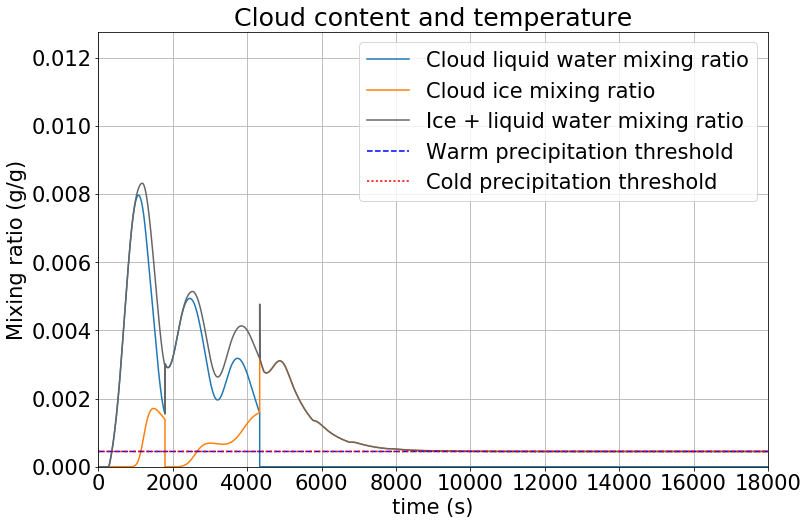 Cloud content and temperature
Mixing ratio (g/g)
0.012
0.010
0.008
0.006
0.004
0.002
0.000
Cloud liquid water mixing ratio
Cloud ice mixing ratio
Ice + liquid water mixing ratio
Warm precipitation threshold
Cold precipitation threshold
0 2000 4000 6000 8000 10000 12000 14000 16000 18000
time (s)